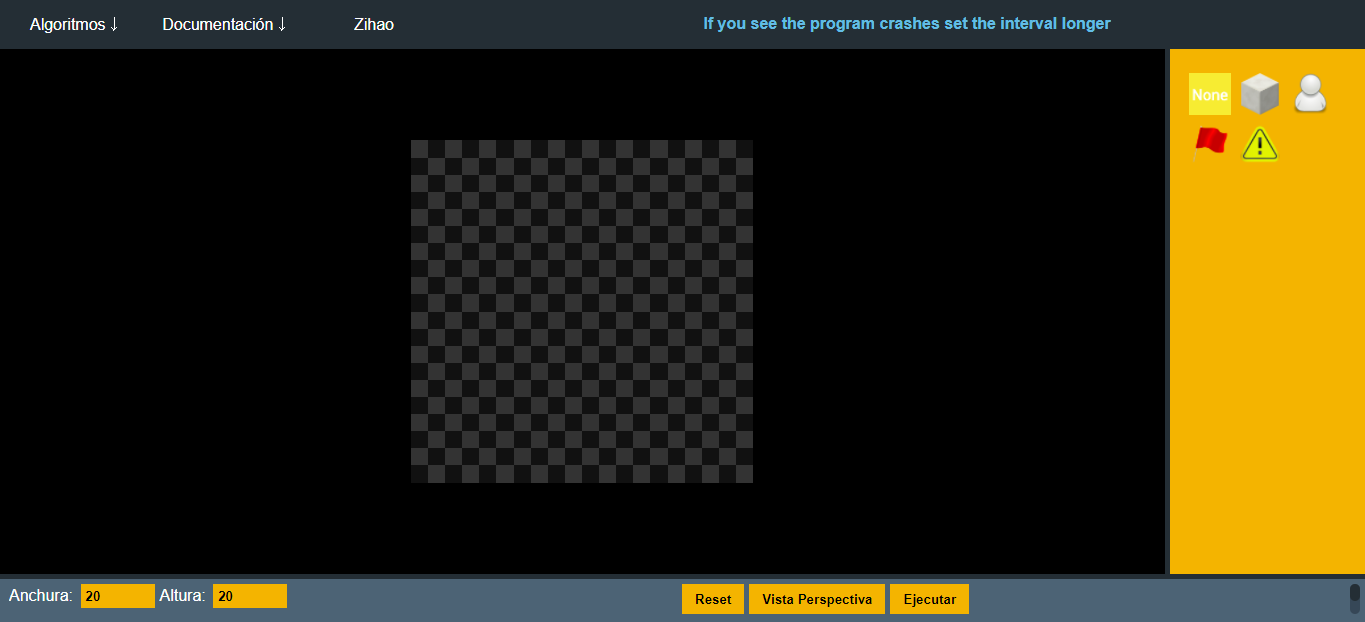 Algoritmos ↓ Documentación ↓ Zihao If you see the program crashes set the interval longer
None
Anchura: 20 Altura: 20 Reset Vista Perspectiva Ejecutar